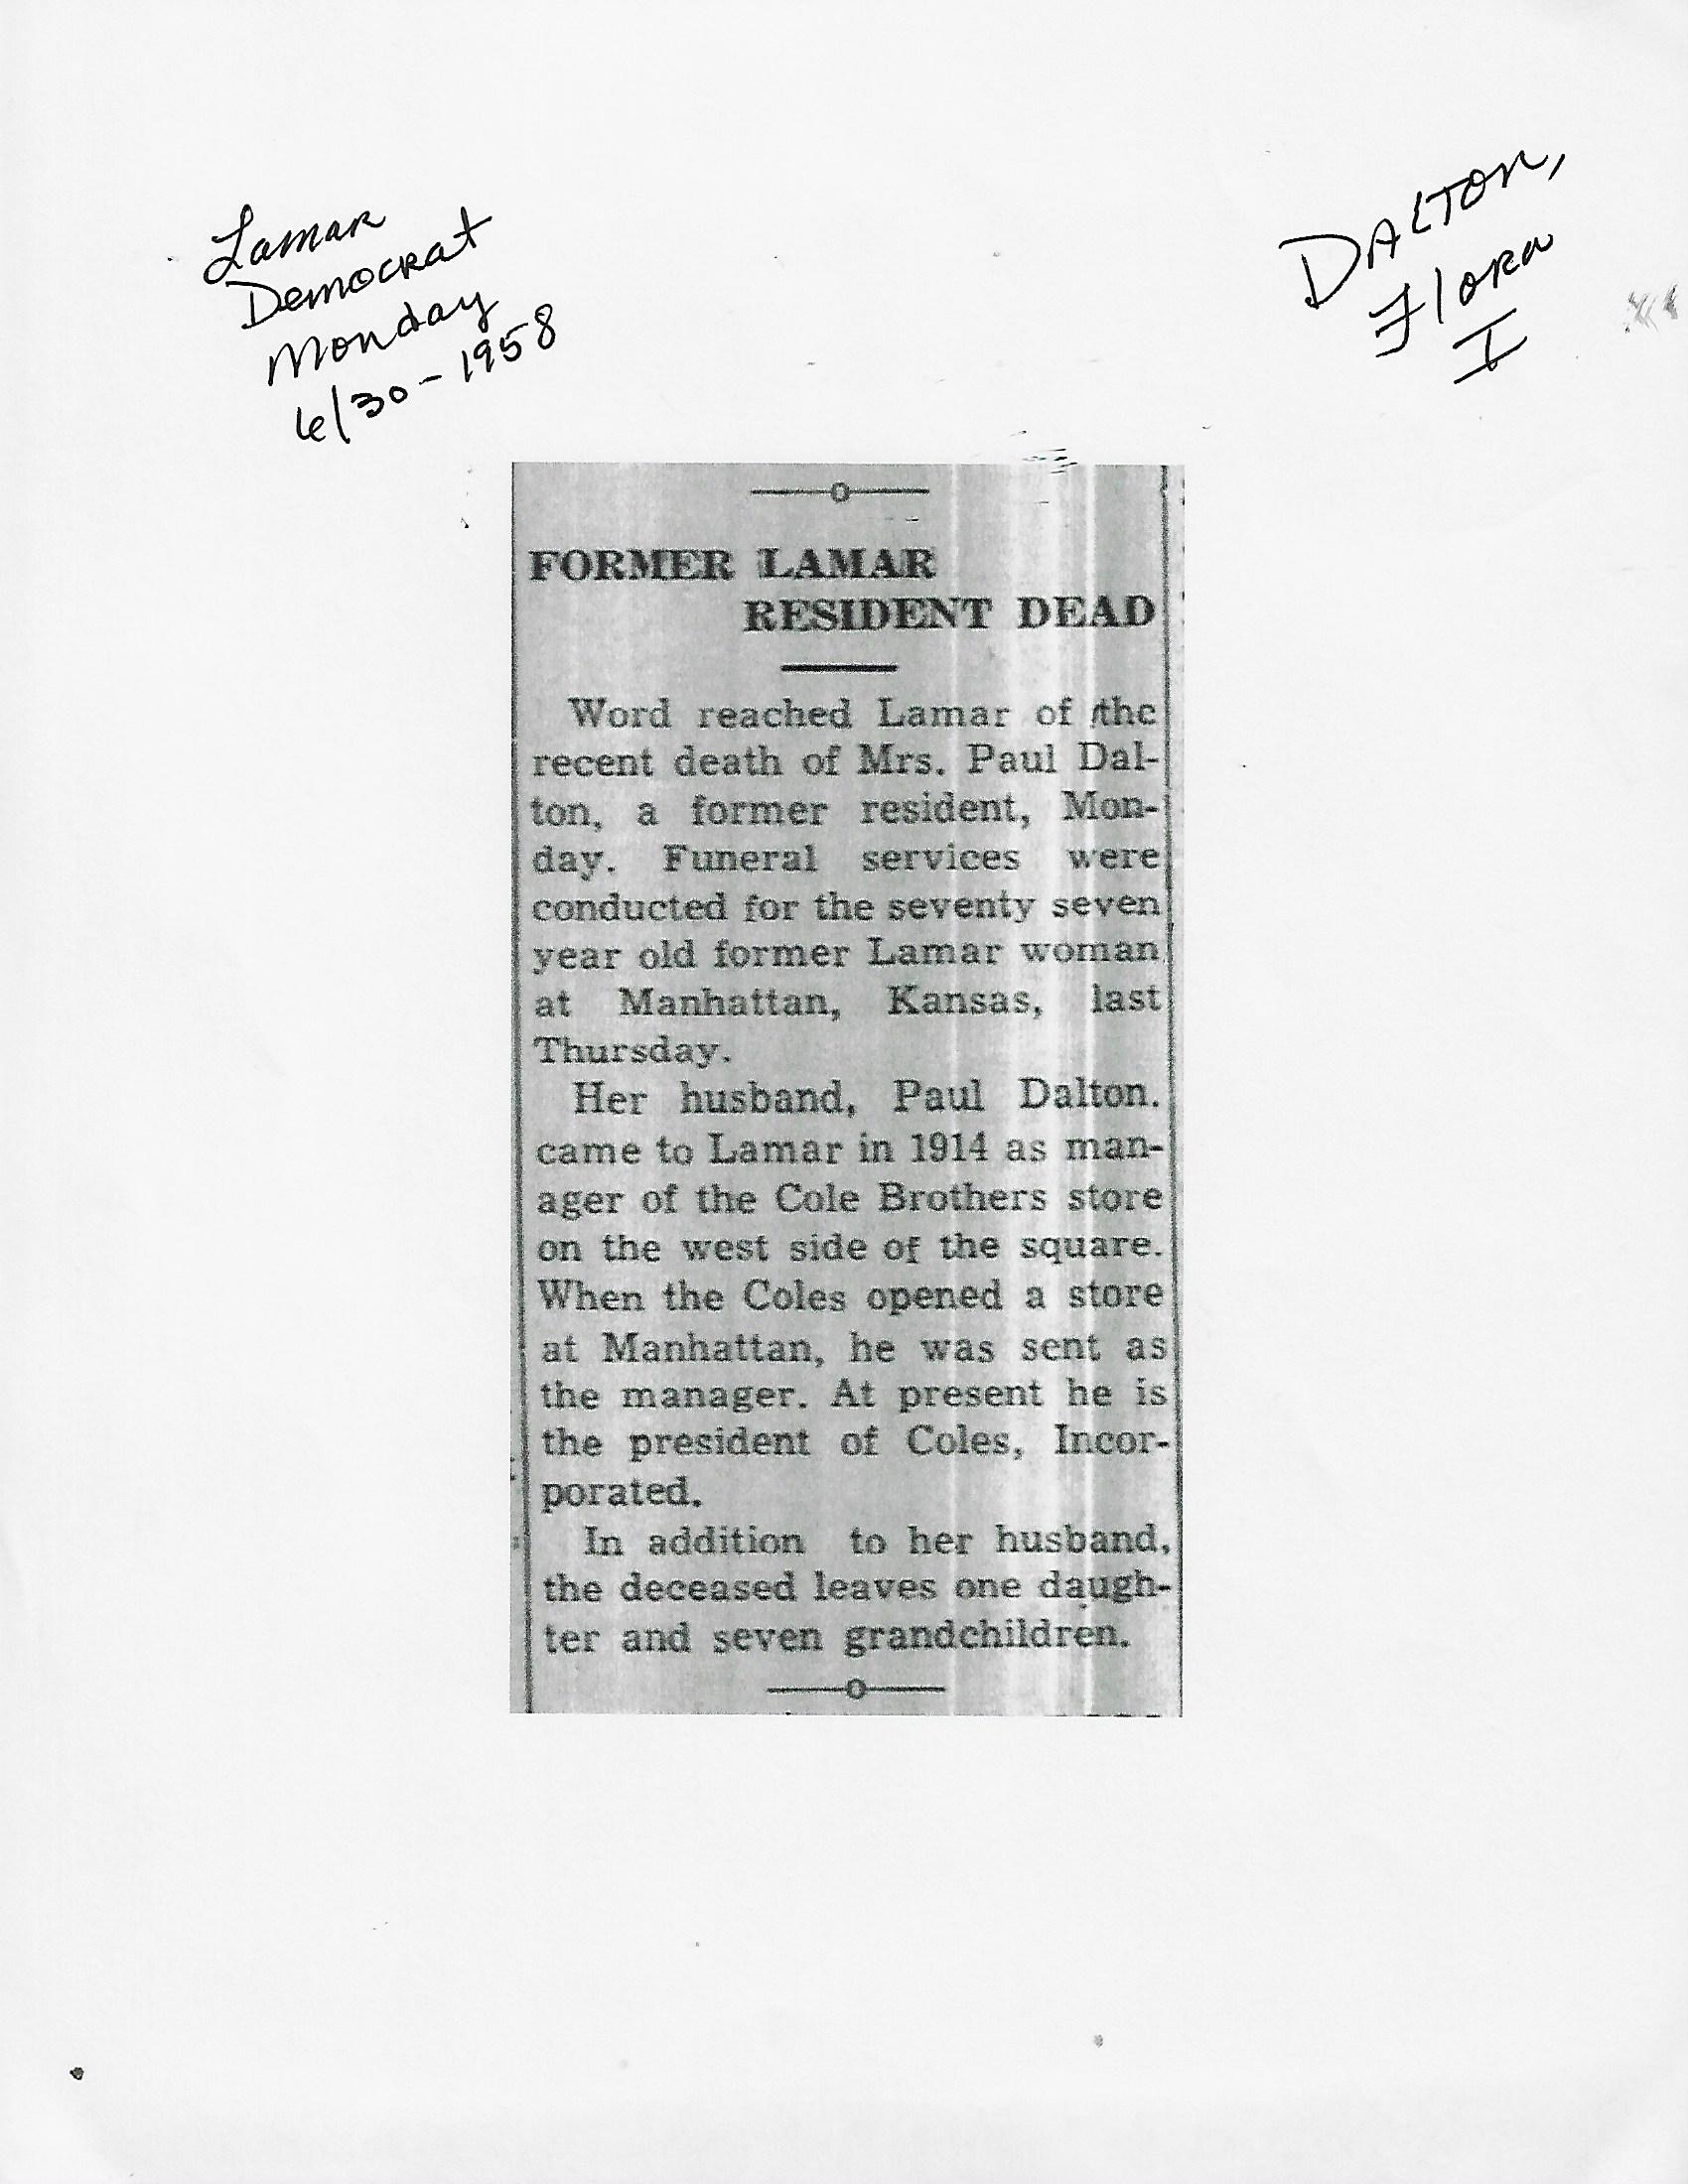 Lamar
Democrat
Monday
6/30-1958
DALTON,
Flora
I
FORMER LAMAR
RESIDENT DEAD
Word reached Lamar of the
recent death of Mrs. Paul Dal-
ton, a former resident, Mon-
day. Funeral services were
conducted for the seventy seven
year old former Lamar woman
at Manhattan, Kansas, last
Thursday.
Her husband, Paul Dalton.
came to Lamar in 1914 as man-
ager of the Cole Brothers store
on the west side of the square.
When the Coles opened a store
at Manhattan, he was sent as
the manager. At present he is
the president of Coles, Incor-
porated.
In addition to her husband,
the deceased leaves one daugh-
ter and seven grandchildren.